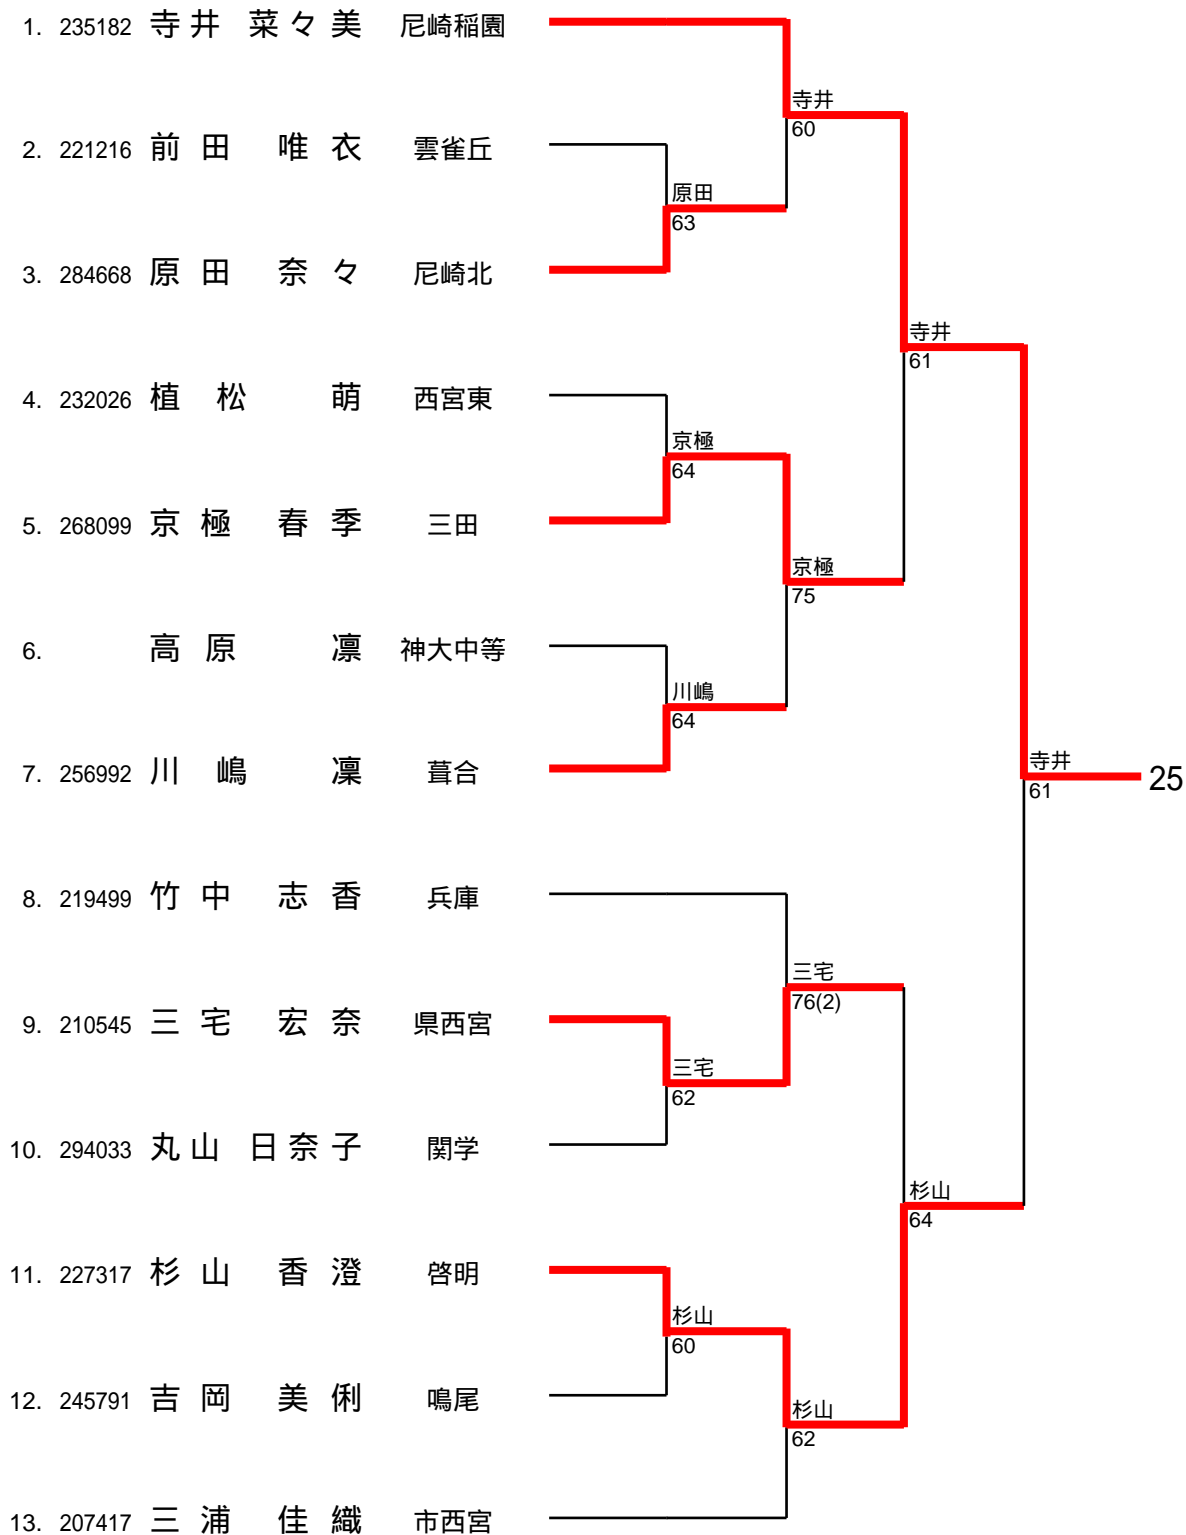 1. 235182 寺井 菜々美 尼崎稲園
寺井
60
2. 221216 前田 唯衣 雲雀丘
原田
63
3. 284668 原田 奈々 尼崎北
寺井
61
4. 232026 植松 萌 西宮東
京極
64
5. 268099 京極 春季 三田
京極
75
6. 高原 凛 神大中等
川嶋
64
7. 256992 川嶋 凜 葺合
寺井
61
25
8. 219499 竹中 志香 兵庫
三宅
76(2)
9. 210545 三宅 宏奈 県西宮
三宅
62
10. 294033 丸山 日奈子 関学
杉山
64
11. 227317 杉山 香澄 啓明
杉山
60
12. 245791 吉岡 美俐 鳴尾
杉山
62
13. 207417 三浦 佳織 市西宮